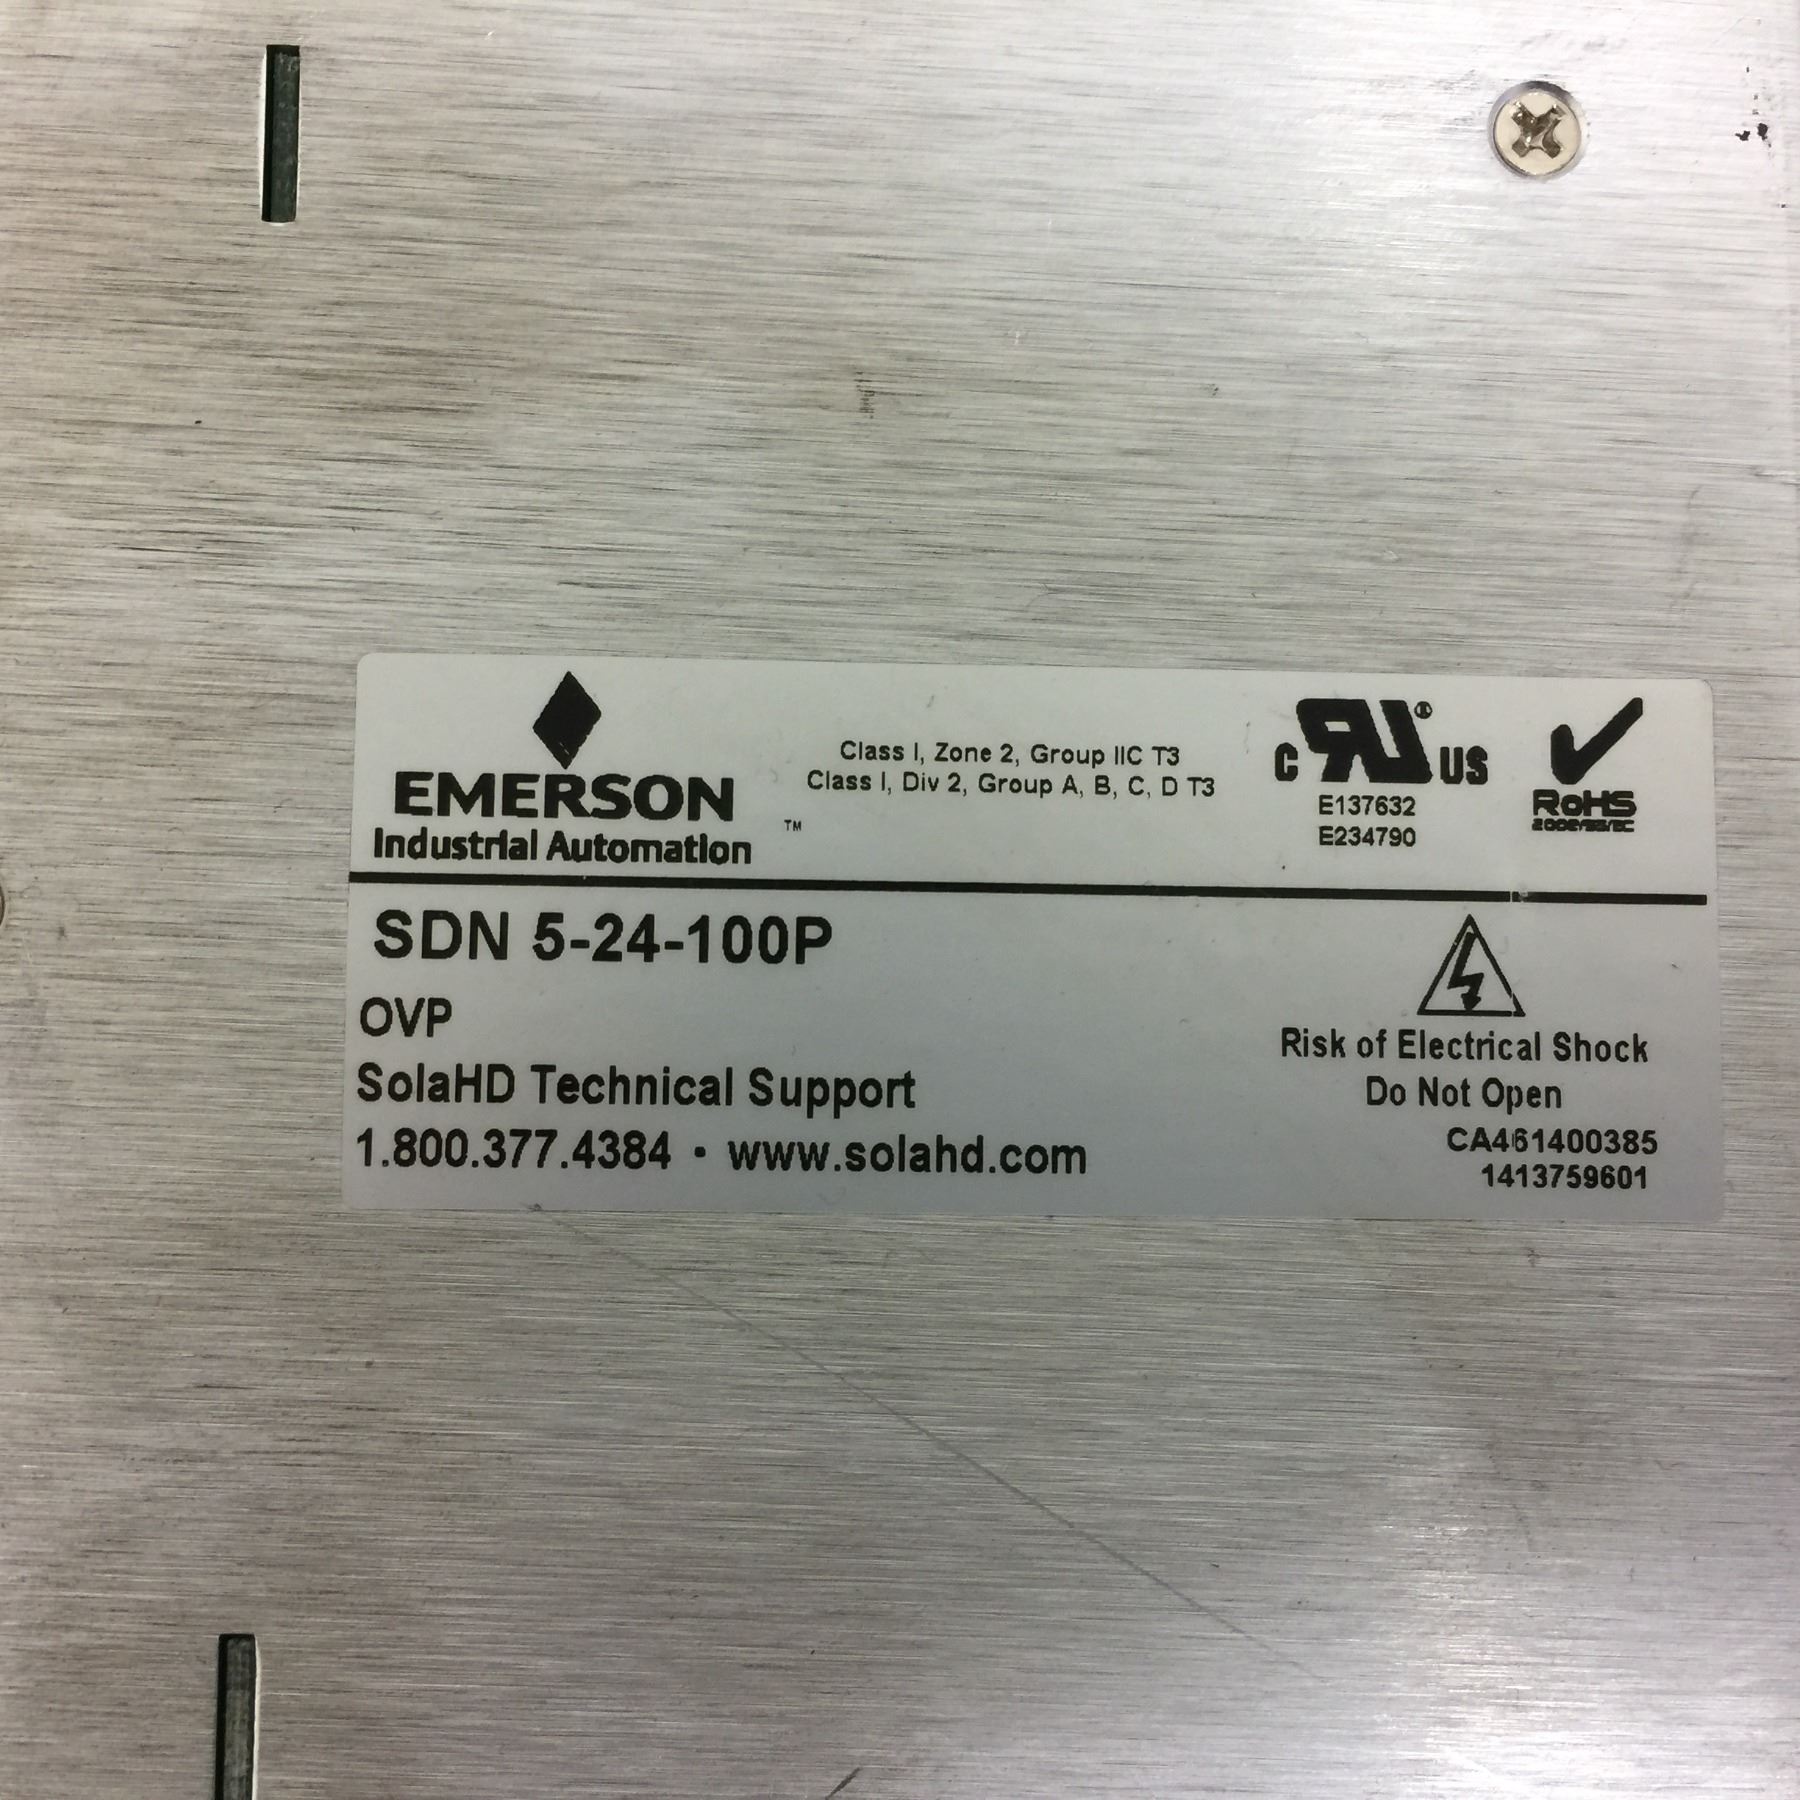 EMERSON
Industrial Automation
™
Class I, Zone 2, Group IIC T3
Class I, Div 2, Group A, B, C, D T3
C RU® US
E137632
E234790
RoHS
SDN 5-24-100P
OVP
SolaHD Technical Support
1.800.377.4384 • www.solahd.com
Risk of Electrical Shock
Do Not Open
CA461400385
1413759601